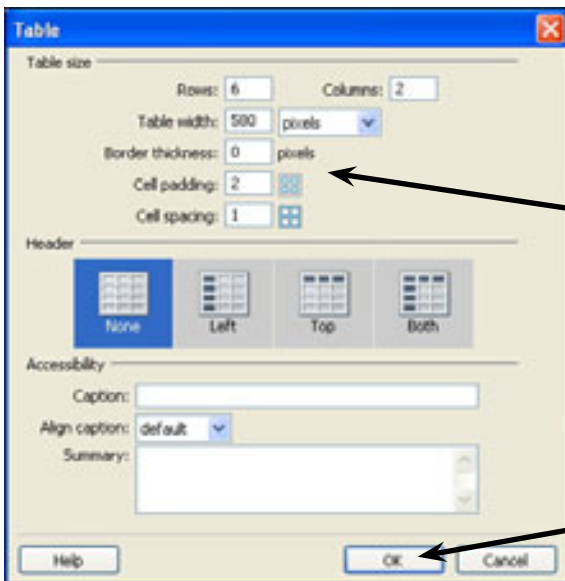 Table
Table size
Rows: 6 Columns: 2
Table width: 500 pixels
Border thickness: 0 pixels
Cell padding: 2
Cell spacing: 1
Header
None Left Top Both
Accessibility
Caption:
Align caption: default
Summary:
Help OK Cancel